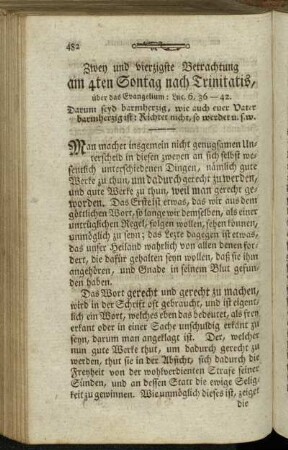 482
Zwey und vierzigste Betrachtung
am 4ten Sontag nach Trinitatis,
über das Evangelium: Luc. 6. 36—42.
Darum seyd barmherzig, wie auch euer Vater
barmherzig ist: Richtet nicht, so werdet u. s.w.
Man machet insgemein nicht genugsamen Un-
terscheid in diesen zweyen an sich selbst we-
sentlich unterschiedenen Dingen, nämlich gute
Werke zu thun, um dadurch gerecht zu werden,
und gute Werke zu thun, weil man gerecht ge-
worden. Das Erste ist etwas, das wir aus dem
göttlichen Wort, so lange wir demselben, als einer
untrüglichen Regel, folgen wollen, sehen können,
unmöglich zu seyn; das Lezte dagegen ist etwas,
das unser Heiland wahrlich von allen denen for-
dert, die dafür gehalten seyn wollen, daß sie ihm
angehören, und Gnade in seinem Blut gefun-
den haben.
Das Wort gerecht und gerecht zu machen,
wird in der Schrift oft gebraucht, und ist eigent-
lich ein Wort, welches eben das bedeutet, als frey
erkant oder in einer Sache unschuldig erkant zu
seyn, darum man angeklagt ist. Der, welcher
nun gute Werke thut, um dadurch gerecht zu
werden, thut sie in der Absicht, sich dadurch die
Freyheit von der wohlverdienten Strafe seiner
Sünden, und an dessen Statt die ewige Selig-
keit zu gewinnen. Wie unmöglich dieses ist, zeiget
die